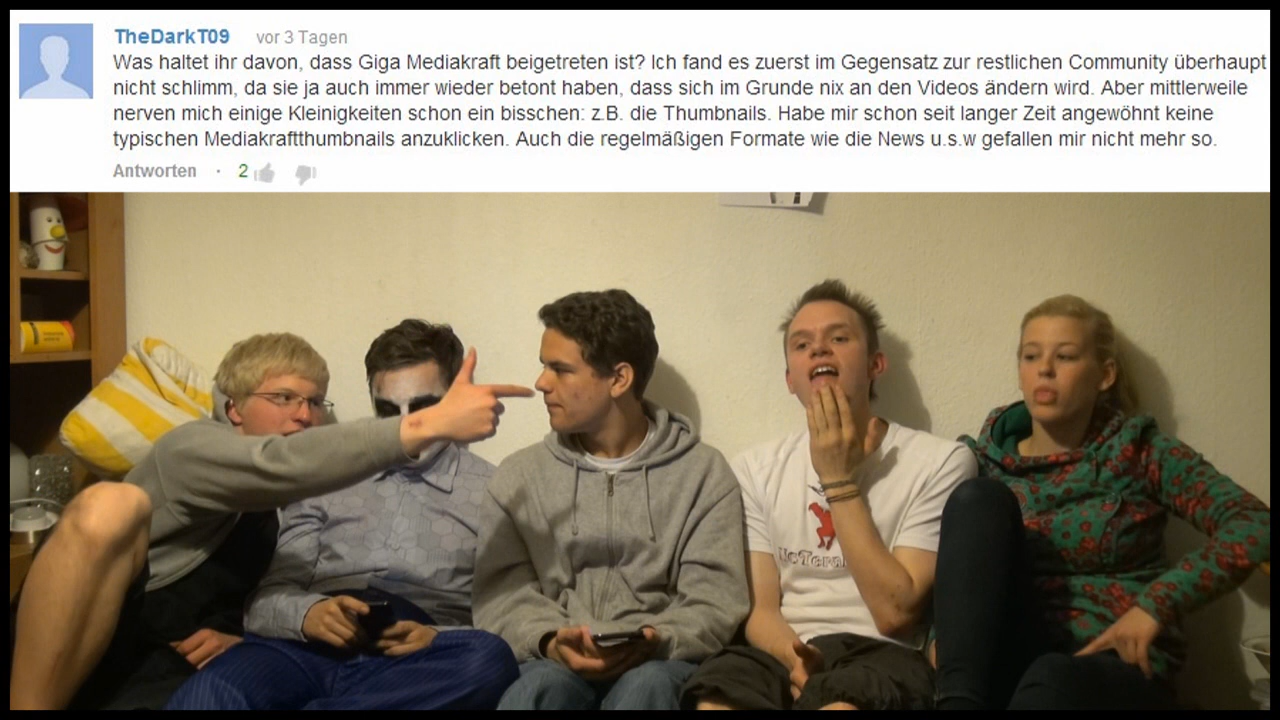 TheDarkT09 vor 3 Tagen
Was haltet ihr davon, dass Giga Mediakraft beigetreten ist? Ich fand es zuerst im Gegensatz zur restlichen Community überhaupt
nicht schlimm, da sie ja auch immer wieder betont haben, dass sich im Grunde nix an den Videos ändern wird. Aber mittlerweile
nerven mich einige Kleinigkeiten schon ein bisschen: z.B. die Thumbnails. Habe mir schon seit langer Zeit angewöhnt keine
typischen Mediakraftthumbnails anzuklicken. Auch die regelmäßigen Formate wie die News u.s.w gefallen mir nicht mehr so.
Antworten · 2